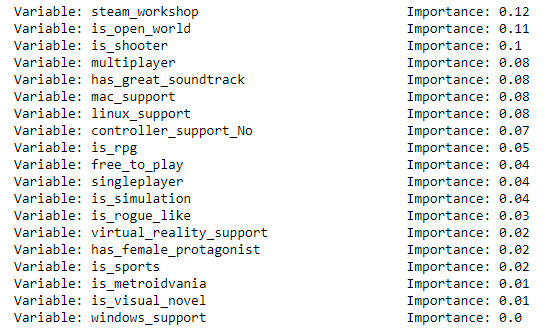 Variable: steam_workshop Importance: 0.12
Variable: is_open_world Importance: 0.11
Variable: is_shooter Importance: 0.1
Variable: multiplayer Importance: 0.08
Variable: has_great_soundtrack Importance: 0.08
Variable: mac_support Importance: 0.08
Variable: linux_support Importance: 0.08
Variable: controller_support_No Importance: 0.07
Variable: is_rpg Importance: 0.05
Variable: free_to_play Importance: 0.04
Variable: singleplayer Importance: 0.04
Variable: is_simulation Importance: 0.04
Variable: is_rogue_like Importance: 0.03
Variable: virtual_reality_support Importance: 0.02
Variable: has_female_protagonist Importance: 0.02
Variable: is_sports Importance: 0.02
Variable: is_metroidvania Importance: 0.01
Variable: is_visual_novel Importance: 0.01
Variable: windows_support Importance: 0.0